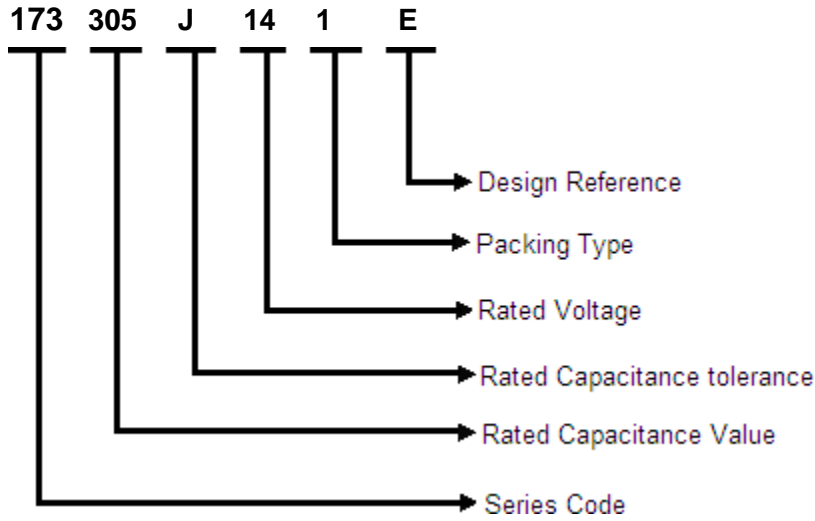 173 305 J 14 1 E
Design Reference
Packing Type
Rated Voltage
Rated Capacitance tolerance
Rated Capacitance Value
Series Code